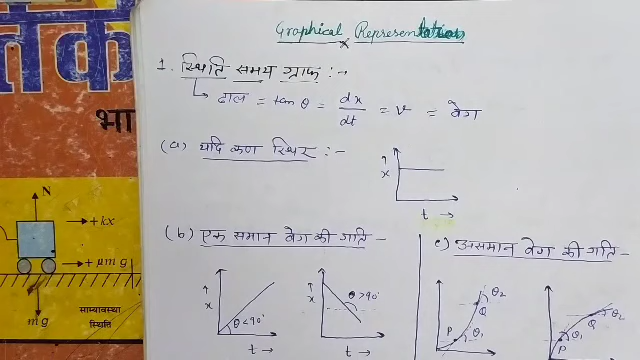 Graphical Representation
1. स्थिति समय ग्राफ :-
ढाल = tan θ = dx/dt = v = वेग
(a) यदि कण स्थिर :-
x
t →
(b) एक समान वेग की गति -
c) असमान वेग की गति -
x θ<90° t →
x θ>90° t →
P Q θ₁ θ₂
P Q θ₁ θ₂
भा
N
+kx
+ μmg
mg
साम्यावस्था
स्थिति